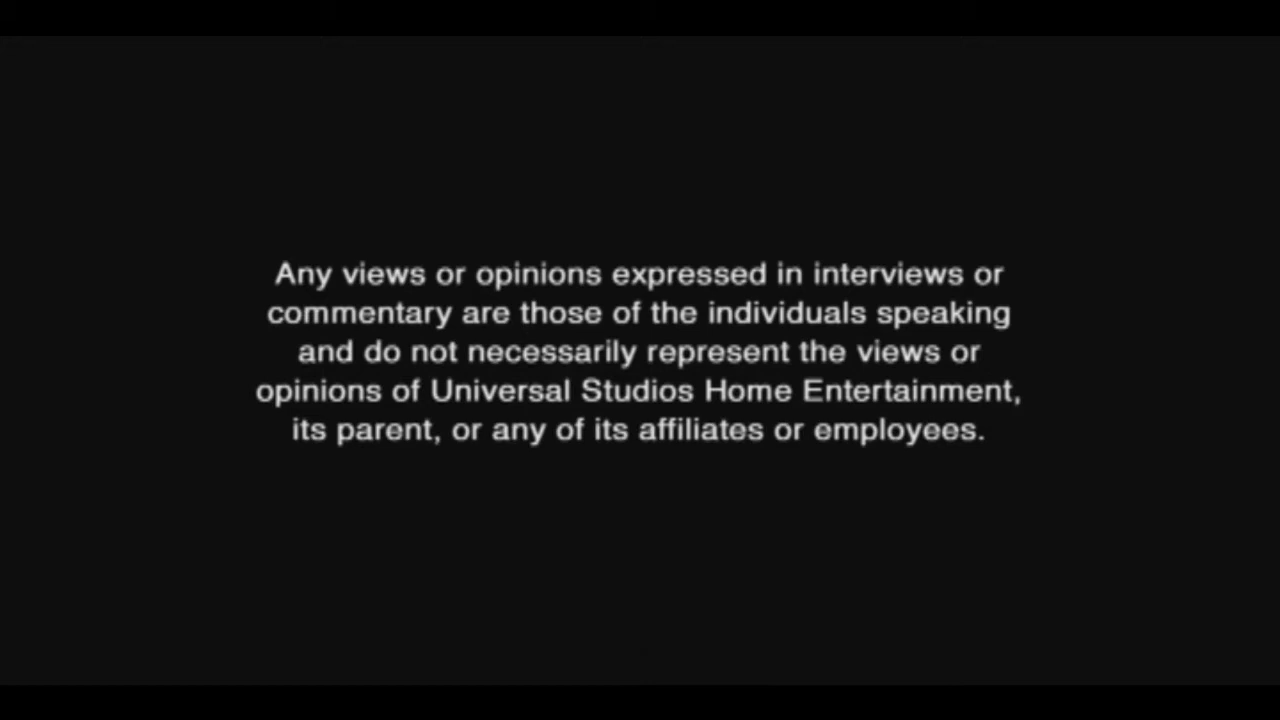 Any views or opinions expressed in interviews or
commentary are those of the individuals speaking
and do not necessarily represent the views or
opinions of Universal Studios Home Entertainment,
its parent, or any of its affiliates or employees.